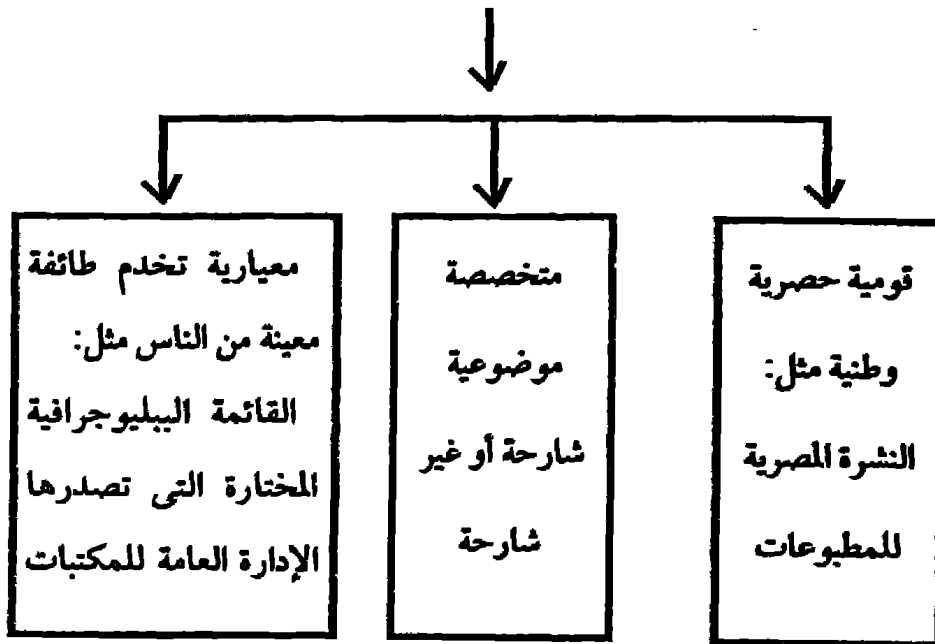 قومية حصرية
وطنية مثل:
النشرة المصرية
للمطبوعات
متخصصة
موضوعية
شارحة أو غير
شارحة
معيارية تخدم طائفة
معينة من الناس مثل:
القائمة الببليوجرافية
المختارة التى تصدرها
الإدارة العامة للمكتبات